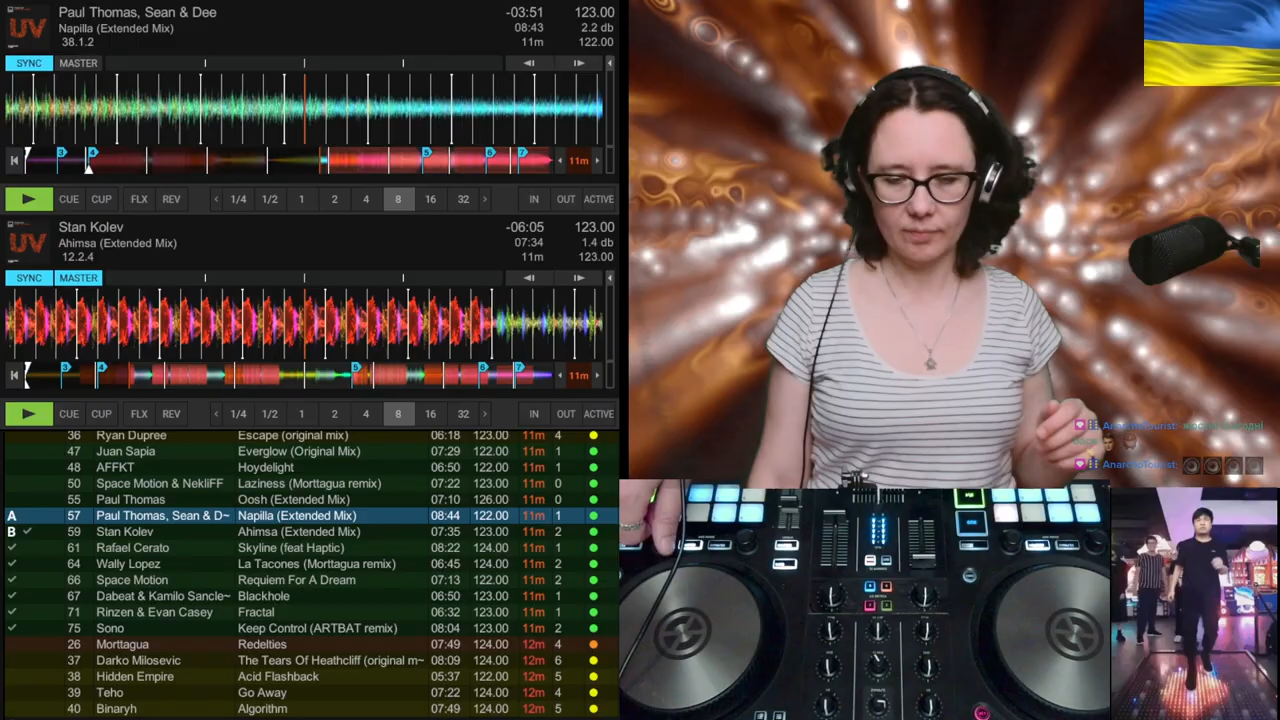 Paul Thomas, Sean & Dee -03:51 123.00
Napilla (Extended Mix) 08:43 2.2 db
38.1.2 11m 122.00
SYNC MASTER
3 4 5 6 7 11m
CUE CUP FLX REV 1/4 1/2 1 2 4 8 16 32 IN OUT ACTIVE
Stan Kolev -06:05 123.00
Ahimsa (Extended Mix) 07:34 1.4 db
12.2.4 11m 123.00
SYNC MASTER
3 4 5 6 7 11m
CUE CUP FLX REV 1/4 1/2 1 2 4 8 16 32 IN OUT ACTIVE
36 Ryan Dupree Escape (original mix) 06:18 123.00 11m 4
47 Juan Sapia Everglow (Original Mix) 07:29 122.00 11m 1
48 AFFKT Hoydelight 06:50 122.00 11m 1
50 Space Motion & NekliFF Laziness (Morttagua remix) 07:22 122.00 11m 0
55 Paul Thomas Oosh (Extended Mix) 07:10 126.00 11m 0
A 57 Paul Thomas, Sean & D~ Napilla (Extended Mix) 08:44 122.00 11m 1
B 59 Stan Kolev Ahimsa (Extended Mix) 07:35 123.00 11m 2
61 Rafael Cerato Skyline (feat Haptic) 08:22 124.00 11m 1
64 Wally Lopez La Tacones (Morttagua remix) 06:45 124.00 11m 2
66 Space Motion Requiem For A Dream 07:13 122.00 11m 2
67 Dabeat & Kamilo Sancle~ Blackhole 06:50 123.00 11m 1
71 Rinzen & Evan Casey Fractal 06:32 123.00 11m 1
75 Sono Keep Control (ARTBAT remix) 08:04 123.00 11m 2
26 Morttagua Redelties 07:49 124.00 12m 4
37 Darko Milosevic The Tears Of Heathcliff (original m~ 08:09 124.00 12m 6
38 Hidden Empire Acid Flashback 05:37 122.00 12m 5
39 Teho Go Away 07:22 124.00 12m 4
40 Binaryh Algorithm 07:49 124.00 12m 5
UV
UV